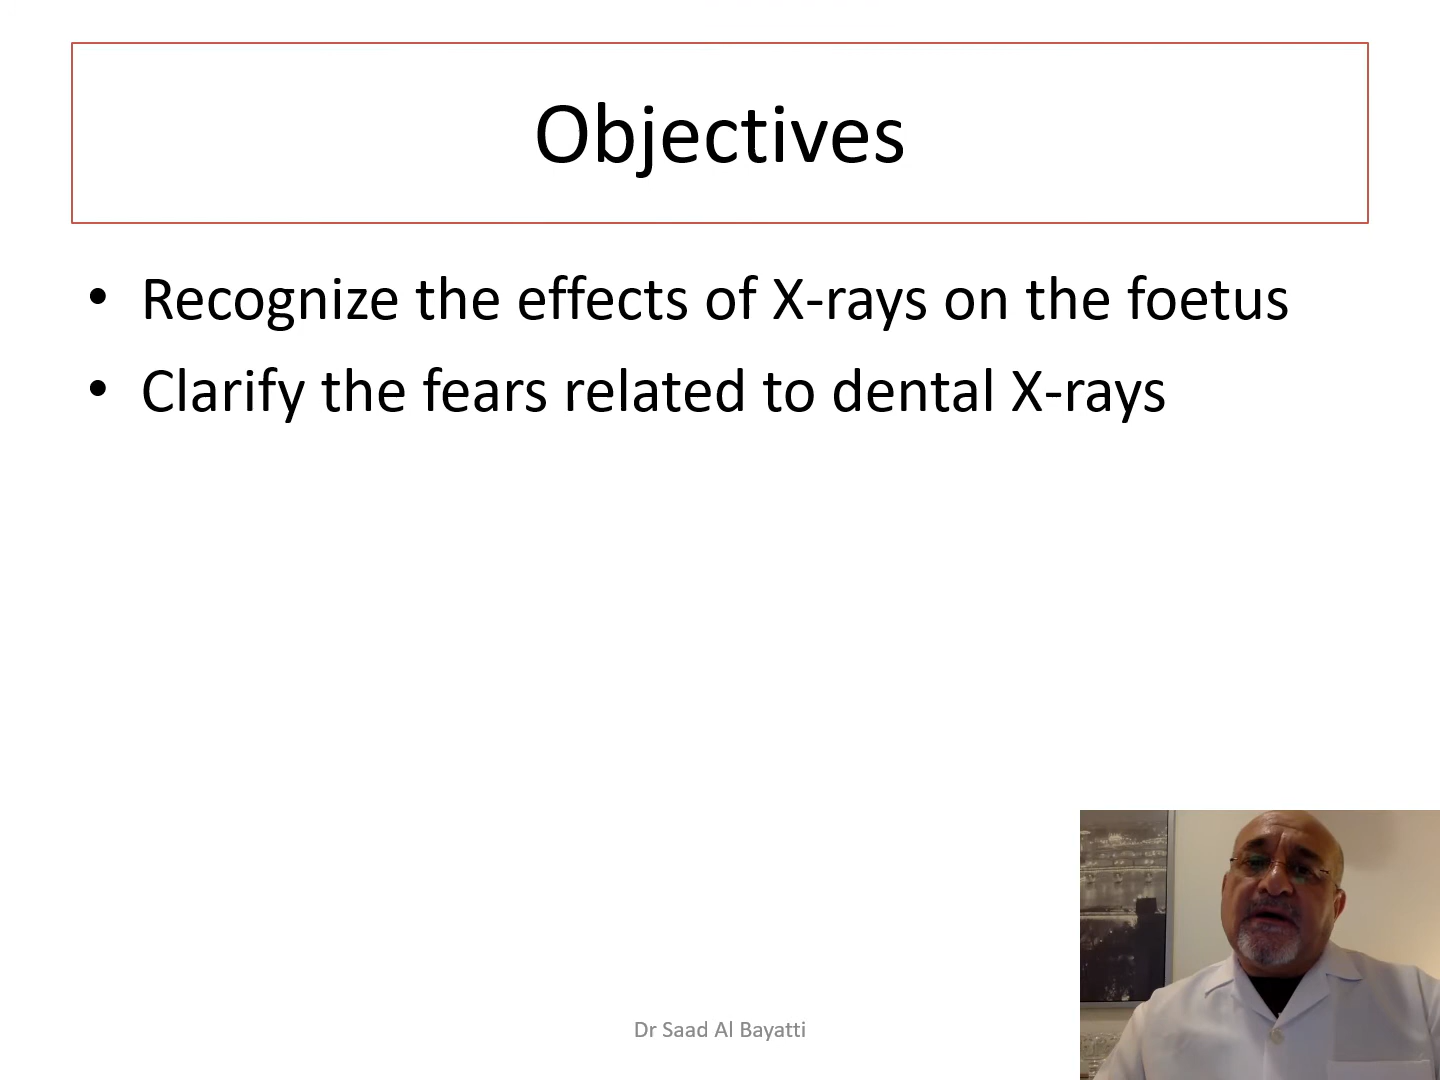 Objectives
• Recognize the effects of X-rays on the foetus
• Clarify the fears related to dental X-rays
Dr Saad Al Bayatti